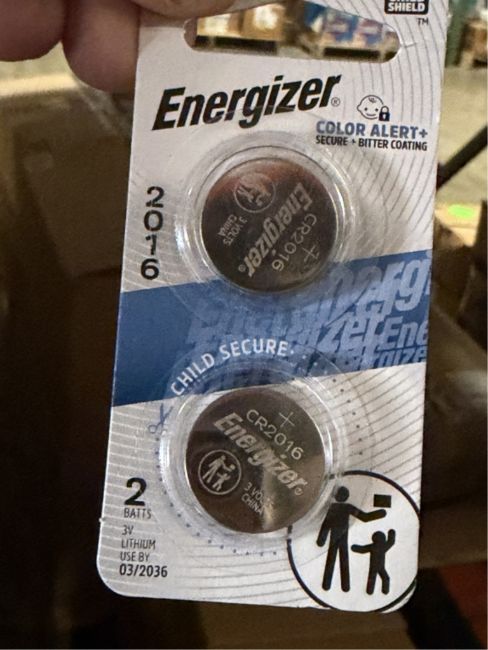 SHIELD™
Energizer®
COLOR ALERT+
SECURE + BITTER COATING
2016
Energizer®
CR2016
+
3 VOLTS
CHINA
CHILD SECURE
+
CR2016
Energizer®
3 VOLTS
CHINA
2
BATTS
3V
LITHIUM
USE BY
03/2036